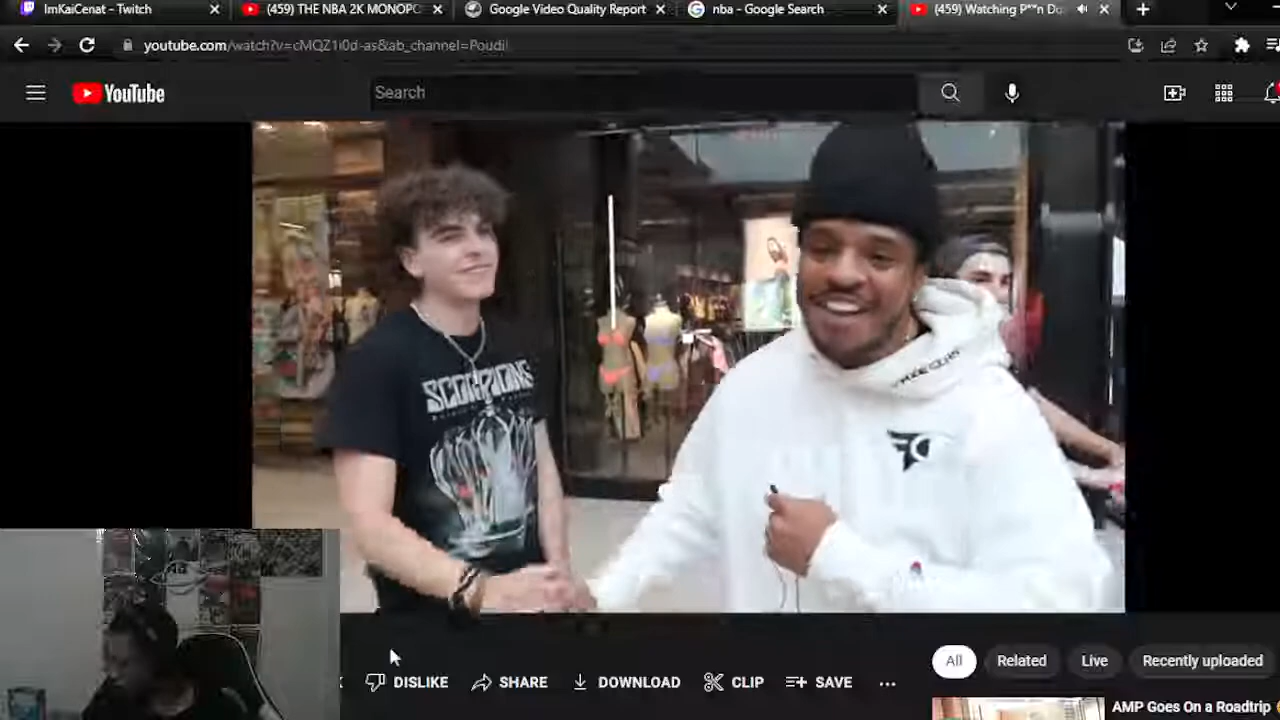 ImKaiCenat - Twitch
(459) THE NBA 2K MONOPO
Google Video Quality Report
nba - Google Search
(459) Watching P**n Do
youtube.com/watch?v=cMQZ1i0d-as&ab_channel=Poudii
YouTube
Search
SCORPIONS
DISLIKE
SHARE
DOWNLOAD
CLIP
SAVE
All
Related
Live
Recently uploaded
AMP Goes On a Roadtrip